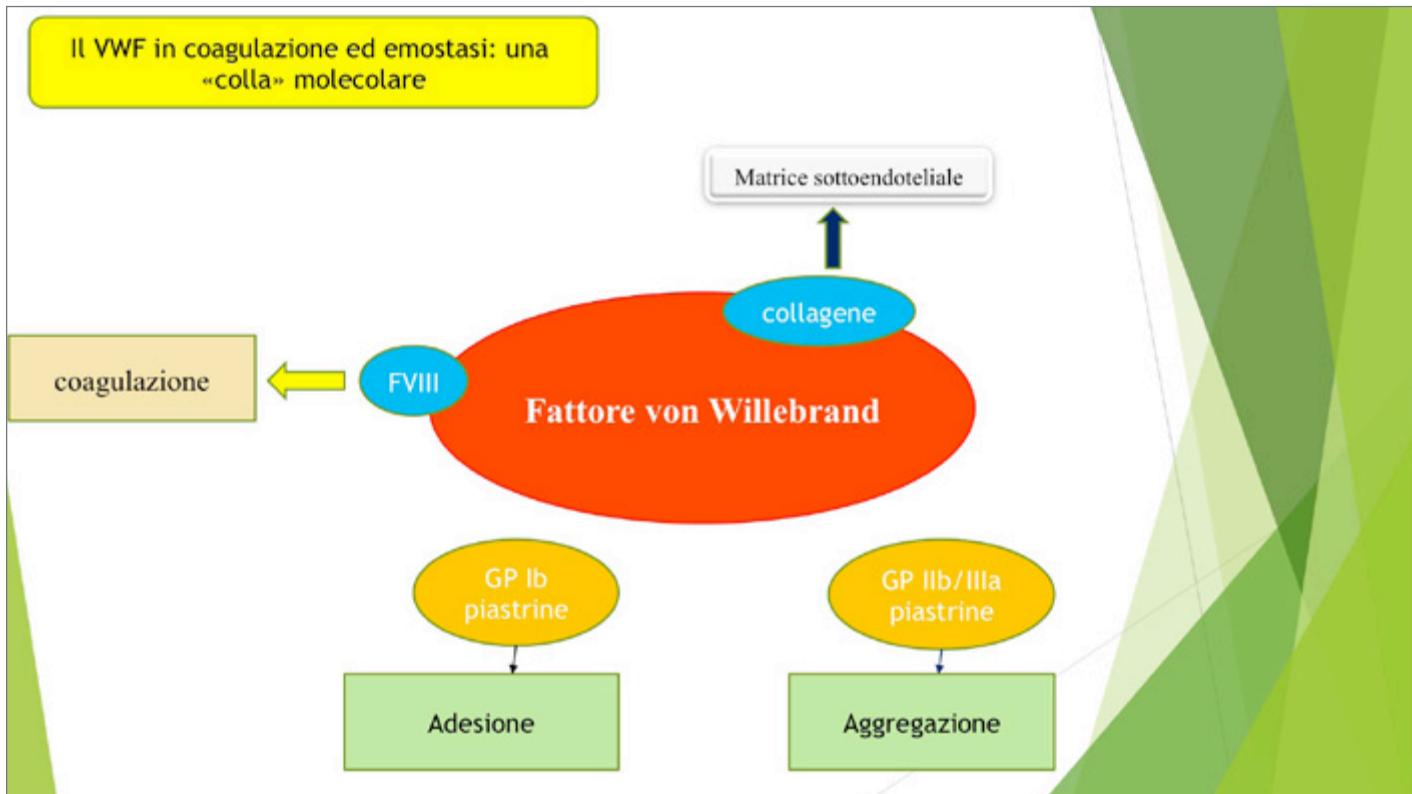 Il VWF in coagulazione ed emostasi: una
«colla» molecolare
Matrice sottoendoteliale
collagene
coagulazione
FVIII
Fattore von Willebrand
GP Ib
piastrine
GP IIb/IIIa
piastrine
Adesione
Aggregazione